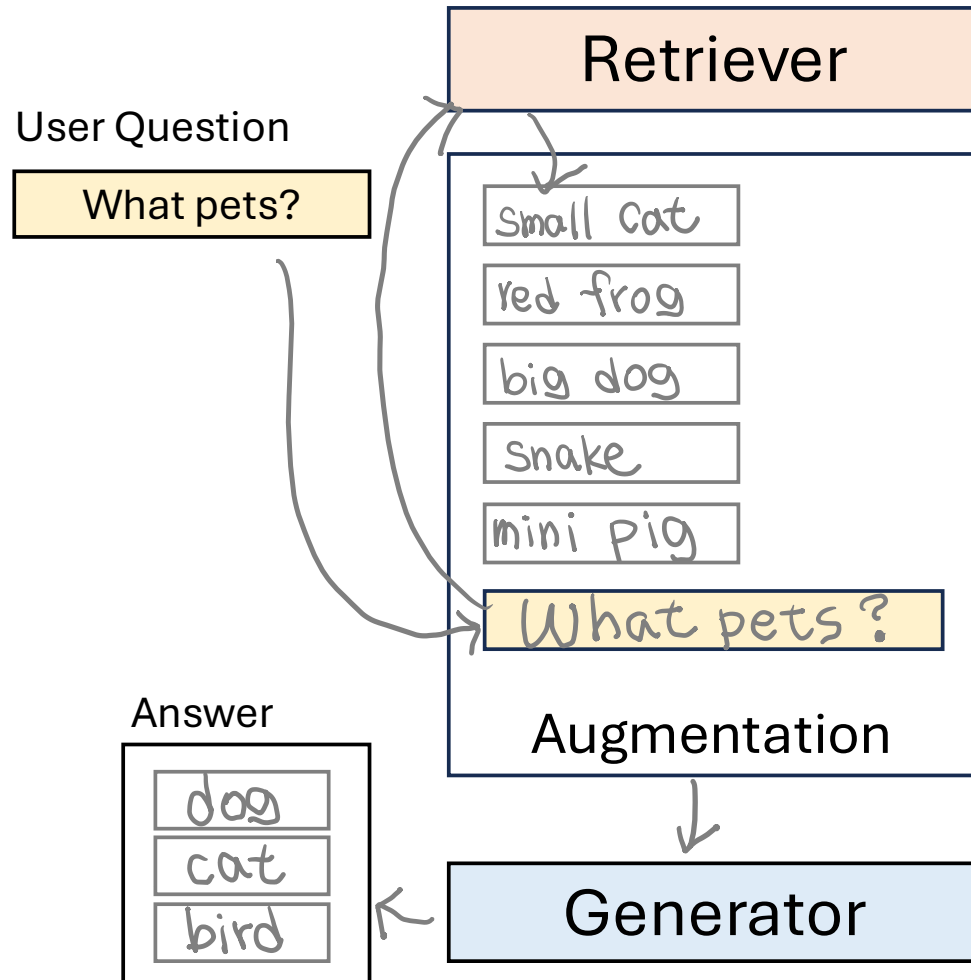 Retriever
User Question
What pets?
small cat
red frog
big dog
snake
mini pig
What pets?
Augmentation
Answer
dog
cat
bird
Generator